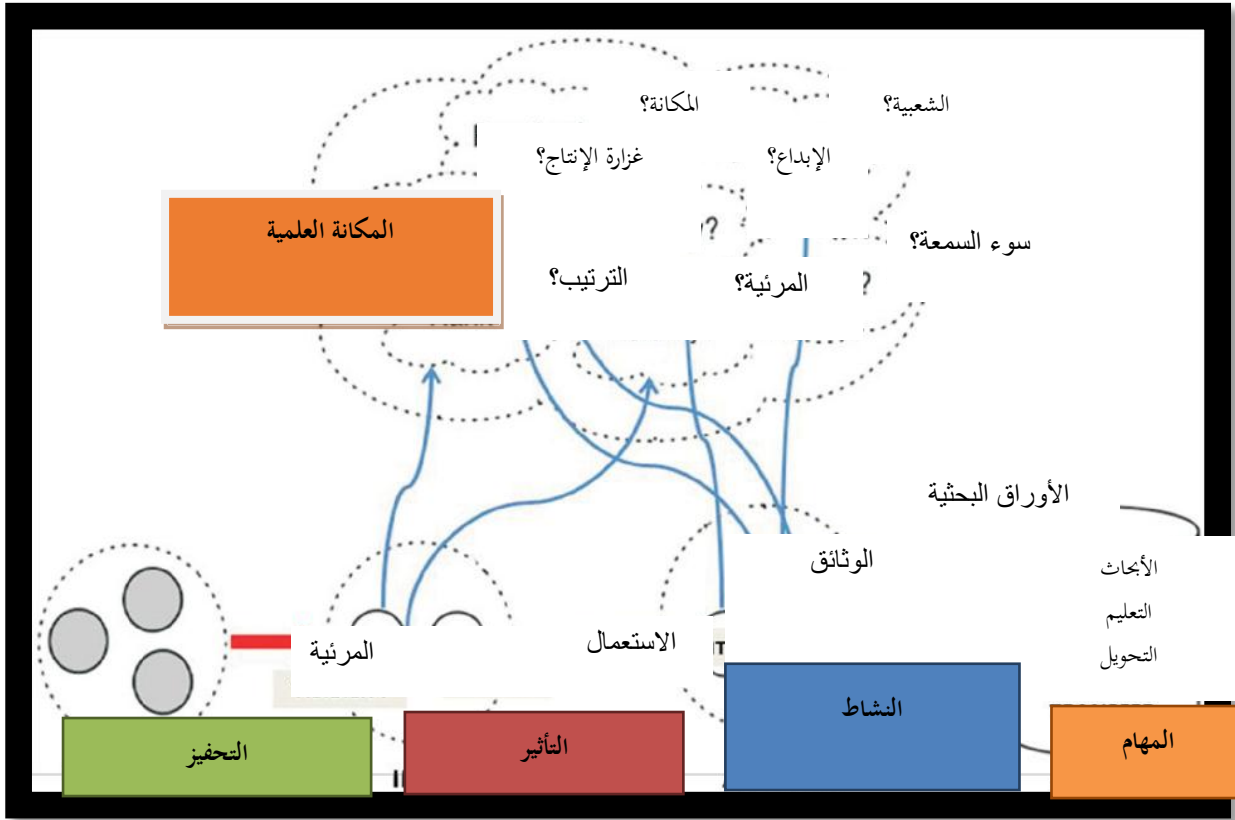 الشعبية؟ المكانة؟
الإبداع؟ غزارة الإنتاج؟
المكانة العلمية
سوء السمعة؟
المرئية؟ الترتيب؟
الأوراق البحثية
الوثائق
الأبحاث
التعليم
التحويل
الاستعمال
المرئية
المهام
النشاط
التأثير
التحفيز